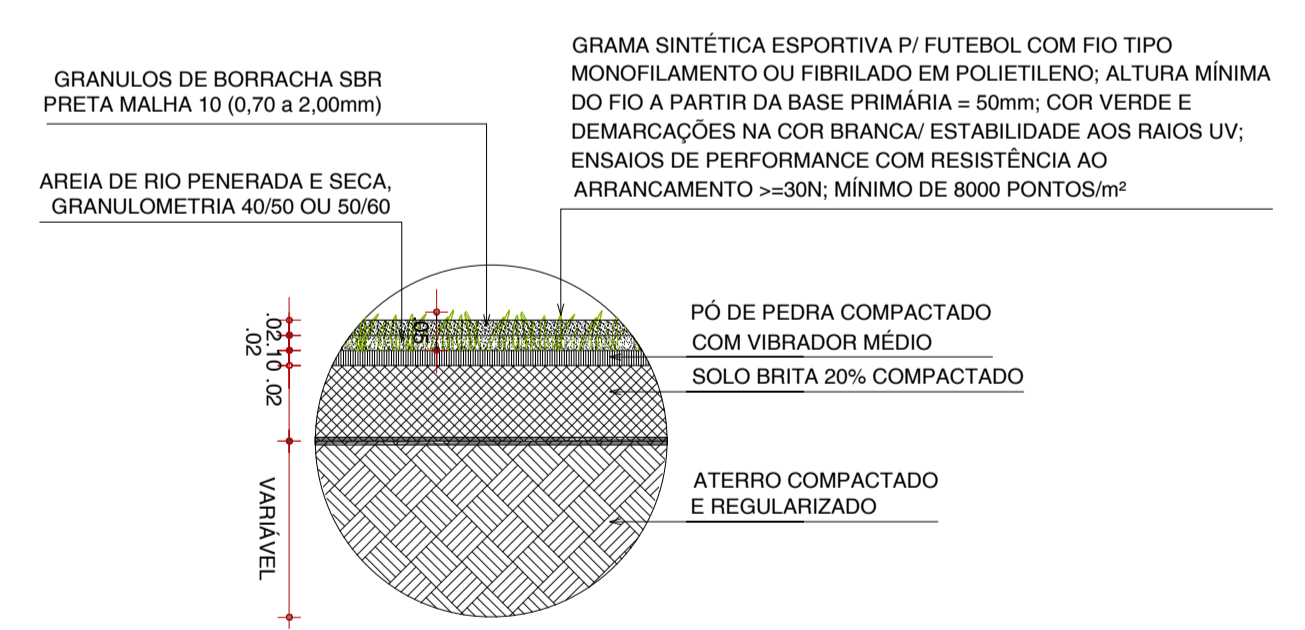 GRANULOS DE BORRACHA SBR
PRETA MALHA 10 (0,70 a 2,00mm)
AREIA DE RIO PENERADA E SECA,
GRANULOMETRIA 40/50 OU 50/60
GRAMA SINTÉTICA ESPORTIVA P/ FUTEBOL COM FIO TIPO
MONOFILAMENTO OU FIBRILADO EM POLIETILENO; ALTURA MÍNIMA
DO FIO A PARTIR DA BASE PRIMÁRIA = 50mm; COR VERDE E
DEMARCAÇÕES NA COR BRANCA/ ESTABILIDADE AOS RAIOS UV;
ENSAIOS DE PERFORMANCE COM RESISTÊNCIA AO
ARRANCAMENTO >=30N; MÍNIMO DE 8000 PONTOS/m²
.02
.02
.10
.02
.05
VARIÁVEL
PÓ DE PEDRA COMPACTADO
COM VIBRADOR MÉDIO
SOLO BRITA 20% COMPACTADO
ATERRO COMPACTADO
E REGULARIZADO